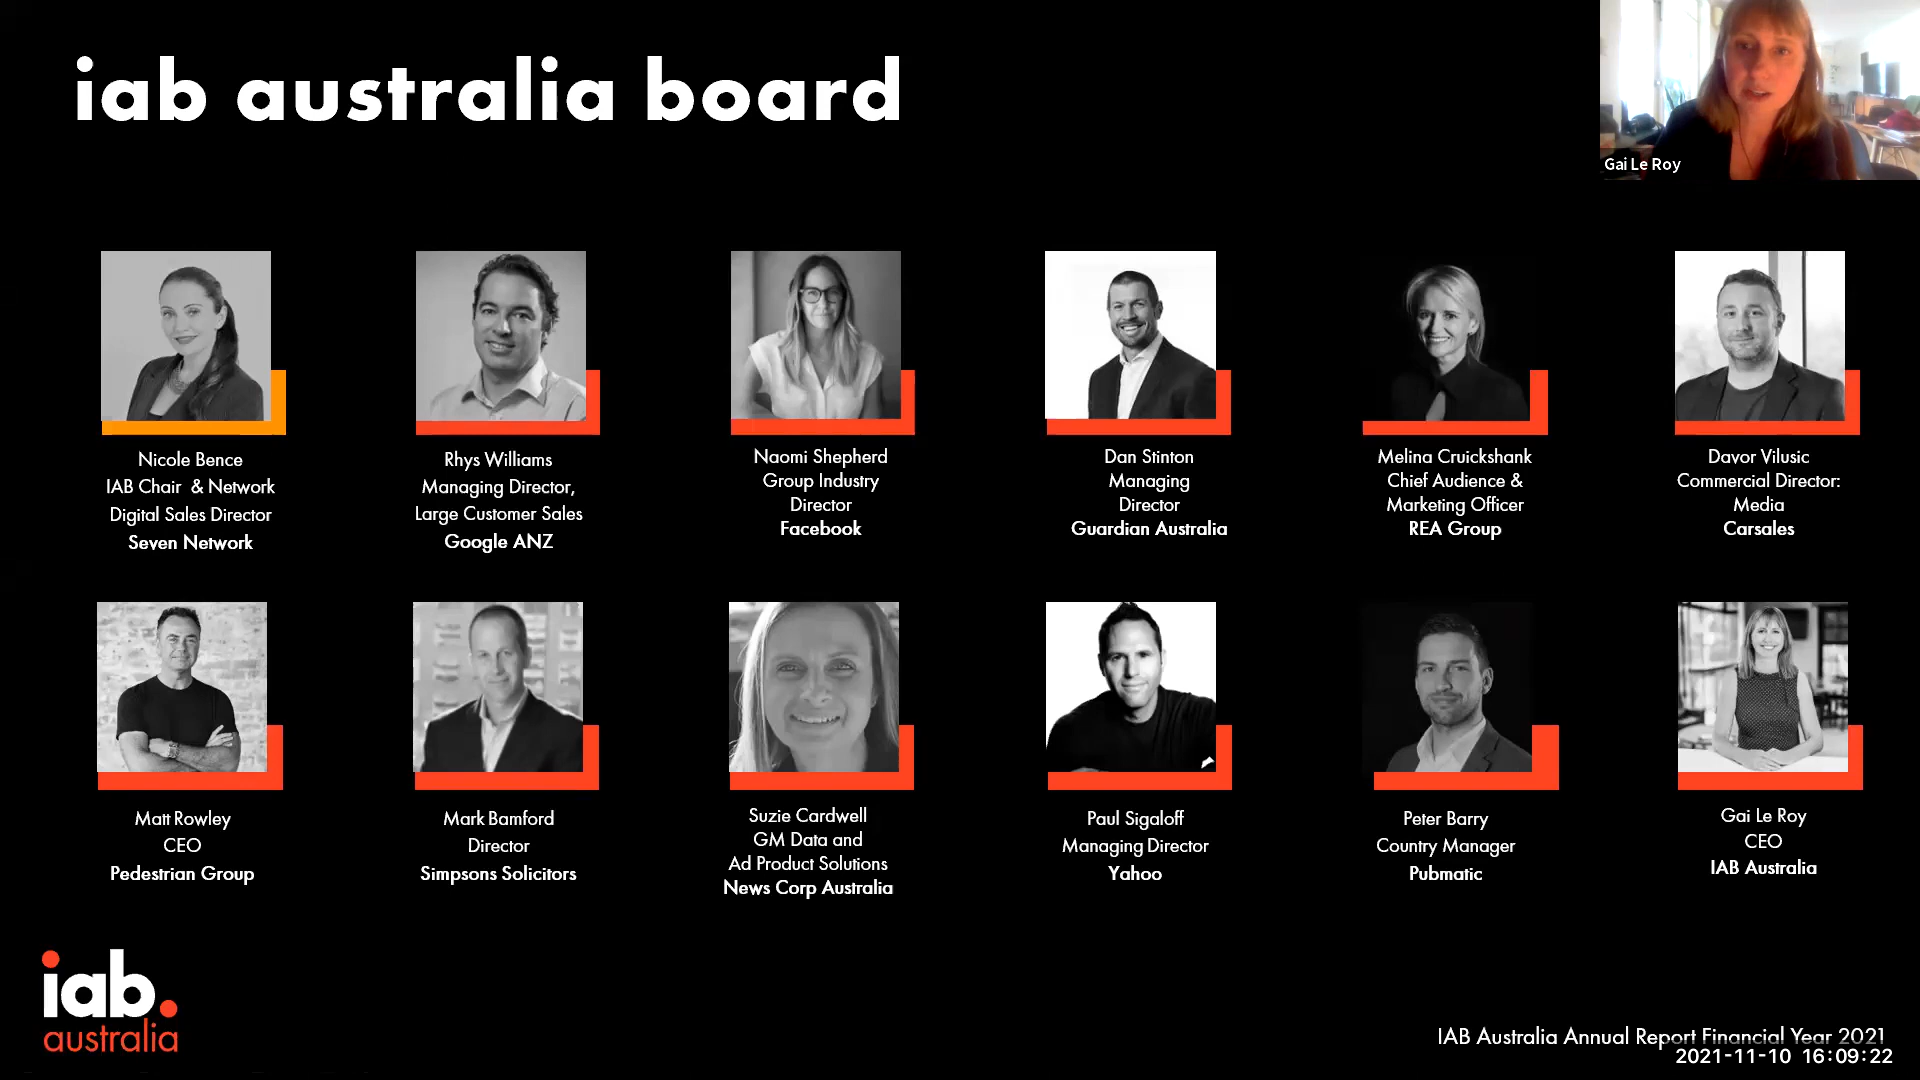 iab australia board
Gai Le Roy
Nicole Bence
IAB Chair & Network
Digital Sales Director
Seven Network
Rhys Williams
Managing Director,
Large Customer Sales
Google ANZ
Naomi Shepherd
Group Industry
Director
Facebook
Dan Stinton
Managing
Director
Guardian Australia
Melina Cruickshank
Chief Audience &
Marketing Officer
REA Group
Davor Vilusic
Commercial Director:
Media
Carsales
Matt Rowley
CEO
Pedestrian Group
Mark Bamford
Director
Simpsons Solicitors
Suzie Cardwell
GM Data and
Ad Product Solutions
News Corp Australia
Paul Sigaloff
Managing Director
Yahoo
Peter Barry
Country Manager
Pubmatic
Gai Le Roy
CEO
IAB Australia
iab.
australia
IAB Australia Annual Report Financial Year 2021
2021-11-10 16:09:22